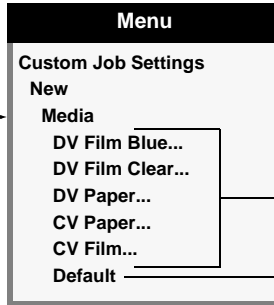 Menu
Custom Job Settings
New
Media
DV Film Blue...
DV Film Clear...
DV Paper...
CV Paper...
CV Film...
Default